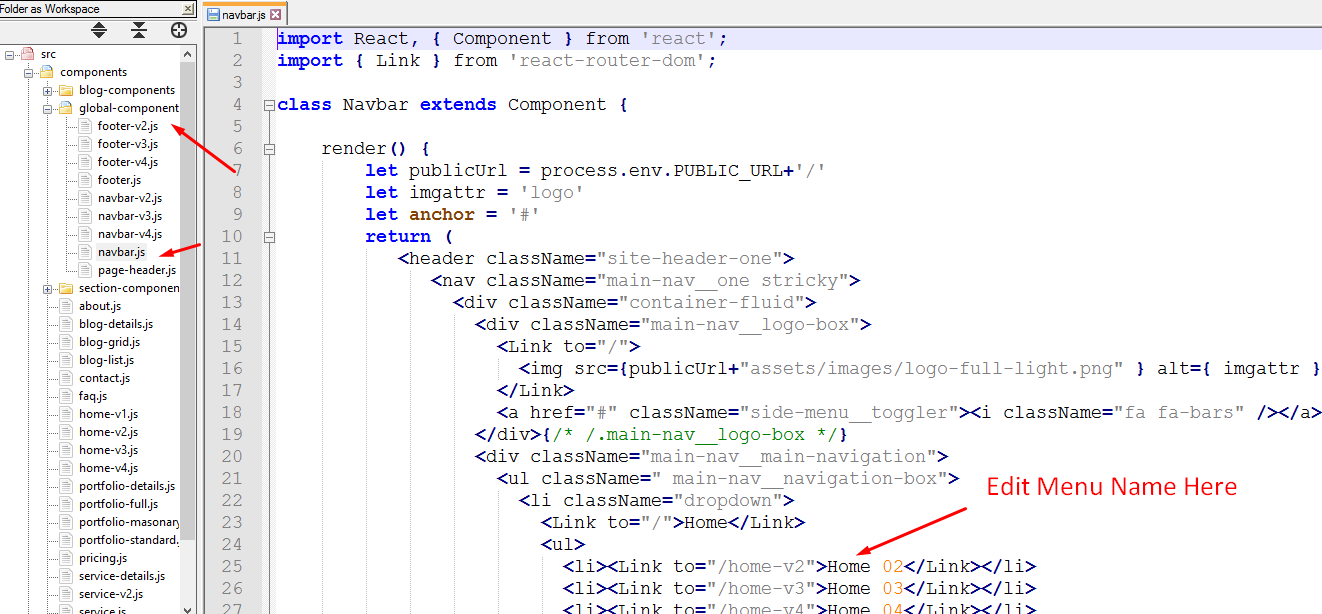 Folder as Workspace
src
components
blog-components
global-component
footer-v2.js
footer-v3.js
footer-v4.js
footer.js
navbar-v2.js
navbar-v3.js
navbar-v4.js
navbar.js
page-header.js
section-componen
about.js
blog-details.js
blog-grid.js
blog-list.js
contact.js
faq.js
home-v1.js
home-v2.js
home-v3.js
home-v4.js
portfolio-details.js
portfolio-full.js
portfolio-masonary
portfolio-standard.
pricing.js
service-details.js
service-v2.js
service.js
navbar.js
1 import React, { Component } from 'react';
2 import { Link } from 'react-router-dom';
3
4 class Navbar extends Component {
5
6 render() {
7 let publicUrl = process.env.PUBLIC_URL+'/'
8 let imgattr = 'logo'
9 let anchor = '#'
10 return (
11 <header className="site-header-one">
12 <nav className="main-nav__one stricky">
13 <div className="container-fluid">
14 <div className="main-nav__logo-box">
15 <Link to="/">
16 <img src={publicUrl+"assets/images/logo-full-light.png" } alt={ imgattr }
17 </Link>
18 <a href="#" className="side-menu__toggler"><i className="fa fa-bars" /></a>
19 </div>{/* /.main-nav__logo-box */}
20 <div className="main-nav__main-navigation">
21 <ul className=" main-nav__navigation-box">
22 <li className="dropdown">
23 <Link to="/">Home</Link>
24 <ul>
25 <li><Link to="/home-v2">Home 02</Link></li>
26 <li><Link to="/home-v3">Home 03</Link></li>
27 <li><Link to="/home-v4">Home 04</Link></li>
Edit Menu Name Here